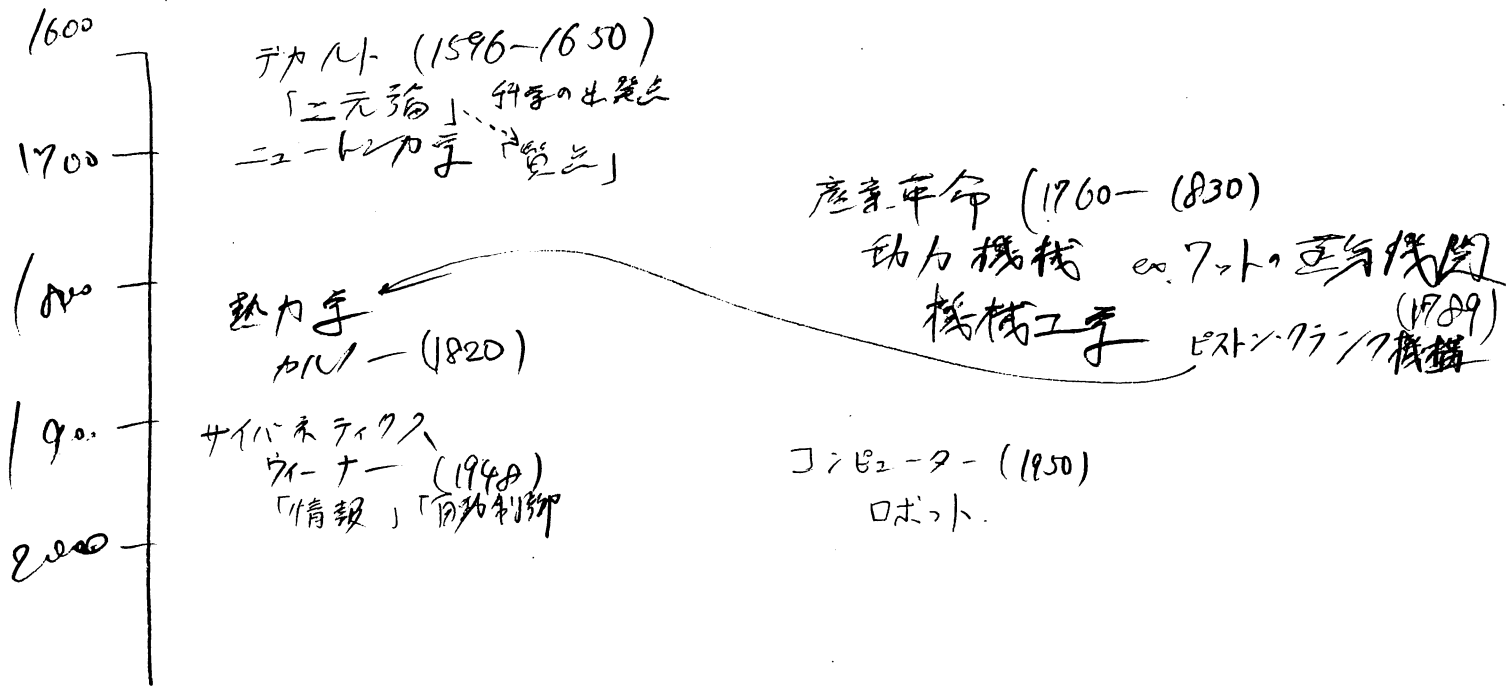 1600
デカルト (1596-1650)
「二元論」 科学の出発点
1700
ニュートン力学 「質点」
産業革命 (1760-1830)
動力機械 ex. ワットの蒸気機関
(1789)
1800
熱力学
機械工学 ピストン・クランク機構
カルノー (1820)
1900
サイバネティクス
ウィーナー (1948)
「情報」「自動制御
コンピューター (1950)
ロボット.
2000